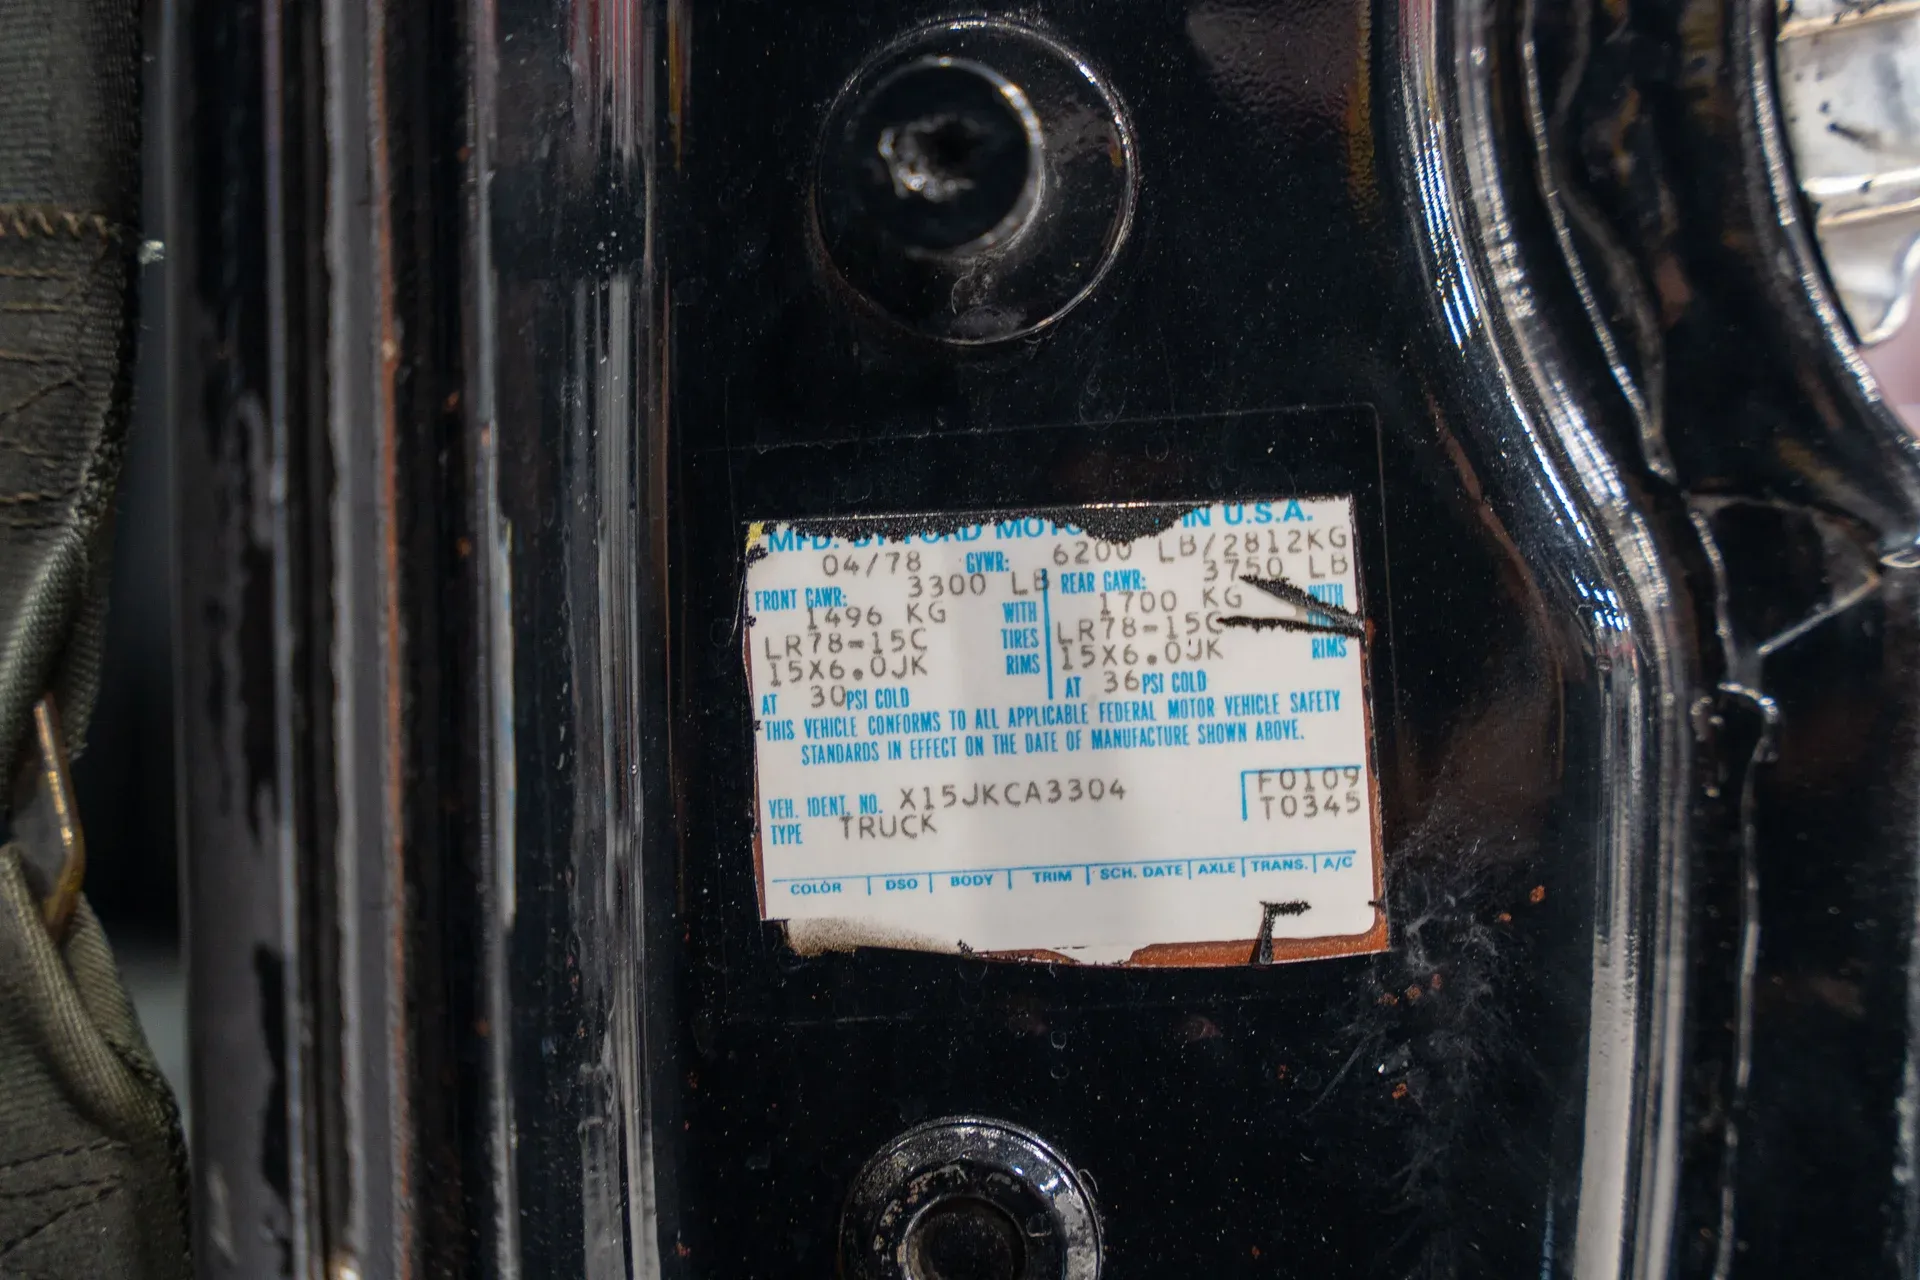 MFD. BY FORD MOTOR IN U.S.A.
04/78 GVWR: 6200 LB/2812KG
FRONT GAWR: 3300 LB REAR GAWR: 3750 LB
1496 KG WITH 1700 KG WITH
LR78-15C TIRES LR78-15C
15X6.0JK RIMS 15X6.0JK RIMS
AT 30 PSI COLD AT 36 PSI COLD
THIS VEHICLE CONFORMS TO ALL APPLICABLE FEDERAL MOTOR VEHICLE SAFETY
STANDARDS IN EFFECT ON THE DATE OF MANUFACTURE SHOWN ABOVE.
F0109
VEH. IDENT. NO. X15JKCA3304 T0345
TYPE TRUCK
COLOR DSO BODY TRIM SCH. DATE AXLE TRANS. A/C